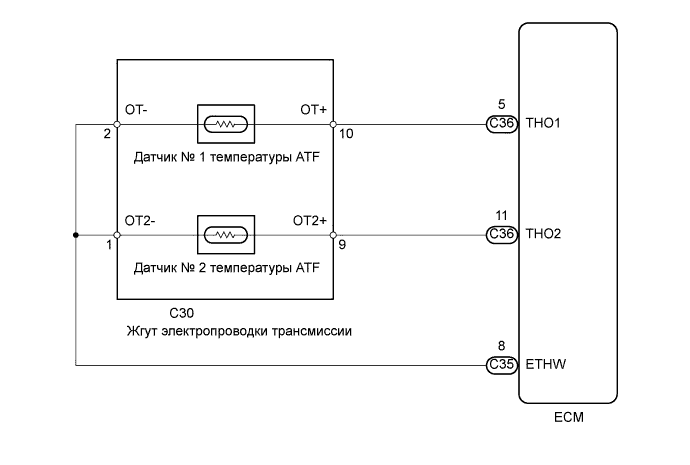 OT-
OT+
5
C36
THO1
2
10
Датчик № 1 температуры ATF
OT2-
OT2+
11
C36
THO2
1
9
Датчик № 2 температуры ATF
C30
Жгут электропроводки трансмиссии
8
C35
ETHW
ECM